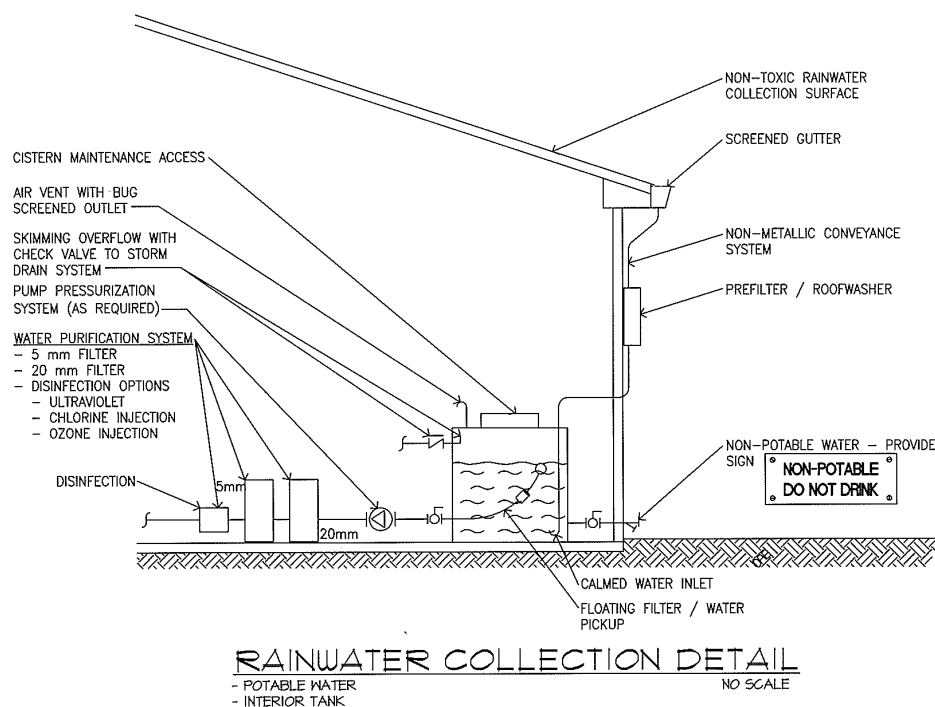 NON-TOXIC RAINWATER
COLLECTION SURFACE
SCREENED GUTTER
CISTERN MAINTENANCE ACCESS
AIR VENT WITH BUG
SCREENED OUTLET
SKIMMING OVERFLOW WITH
CHECK VALVE TO STORM
DRAIN SYSTEM
PUMP PRESSURIZATION
SYSTEM (AS REQUIRED)
WATER PURIFICATION SYSTEM
- 5 mm FILTER
- 20 mm FILTER
- DISINFECTION OPTIONS
- ULTRAVIOLET
- CHLORINE INJECTION
- OZONE INJECTION
NON-METALLIC CONVEYANCE
SYSTEM
PREFILTER / ROOFWASHER
NON-POTABLE WATER - PROVIDE
SIGN
NON-POTABLE
DO NOT DRINK
DISINFECTION
5mm
20mm
CALMED WATER INLET
FLOATING FILTER / WATER
PICKUP
RAINWATER COLLECTION DETAIL
- POTABLE WATER
- INTERIOR TANK
NO SCALE